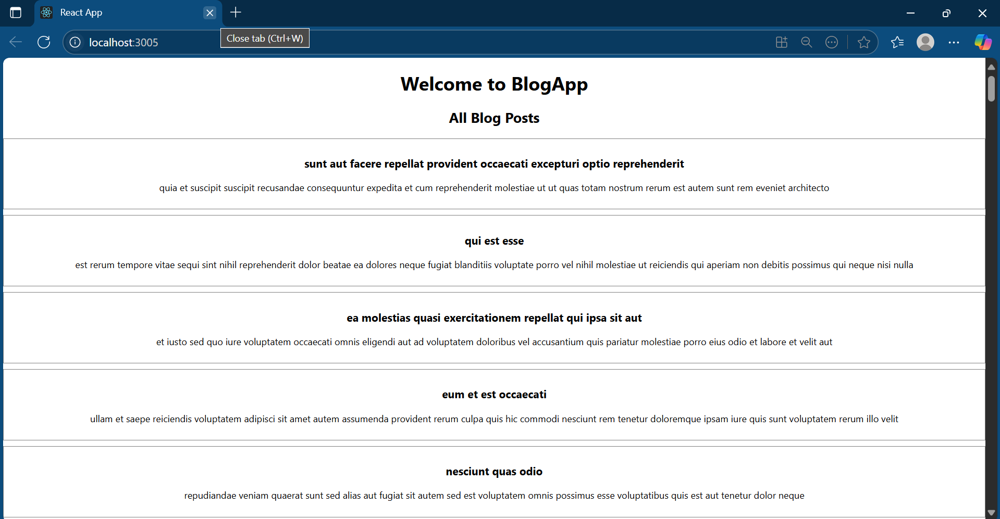 React App
Close tab (Ctrl+W)
localhost:3005
Welcome to BlogApp
All Blog Posts
sunt aut facere repellat provident occaecati excepturi optio reprehenderit
quia et suscipit suscipit recusandae consequuntur expedita et cum reprehenderit molestiae ut ut quas totam nostrum rerum est autem sunt rem eveniet architecto
qui est esse
est rerum tempore vitae sequi sint nihil reprehenderit dolor beatae ea dolores neque fugiat blanditiis voluptate porro vel nihil molestiae ut reiciendis qui aperiam non debitis possimus qui neque nisi nulla
ea molestias quasi exercitationem repellat qui ipsa sit aut
et iusto sed quo iure voluptatem occaecati omnis eligendi aut ad voluptatem doloribus vel accusantium quis pariatur molestiae porro eius odio et labore et velit aut
eum et est occaecati
ullam et saepe reiciendis voluptatem adipisci sit amet autem assumenda provident rerum culpa quis hic commodi nesciunt rem tenetur doloremque ipsam iure quis sunt voluptatem rerum illo velit
nesciunt quas odio
repudiandae veniam quaerat sunt sed alias aut fugiat sit autem sed est voluptatem omnis possimus esse voluptatibus quis est aut tenetur dolor neque